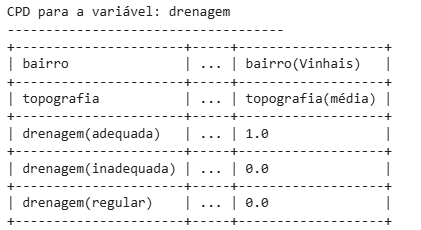 CPD para a variável: drenagem
------------------------------------
+----------------------+-----+-------------------+
| bairro               | ... | bairro(Vinhais)   |
+----------------------+-----+-------------------+
| topografia           | ... | topografia(média) |
+----------------------+-----+-------------------+
| drenagem(adequada)   | ... | 1.0               |
+----------------------+-----+-------------------+
| drenagem(inadequada) | ... | 0.0               |
+----------------------+-----+-------------------+
| drenagem(regular)    | ... | 0.0               |
+----------------------+-----+-------------------+